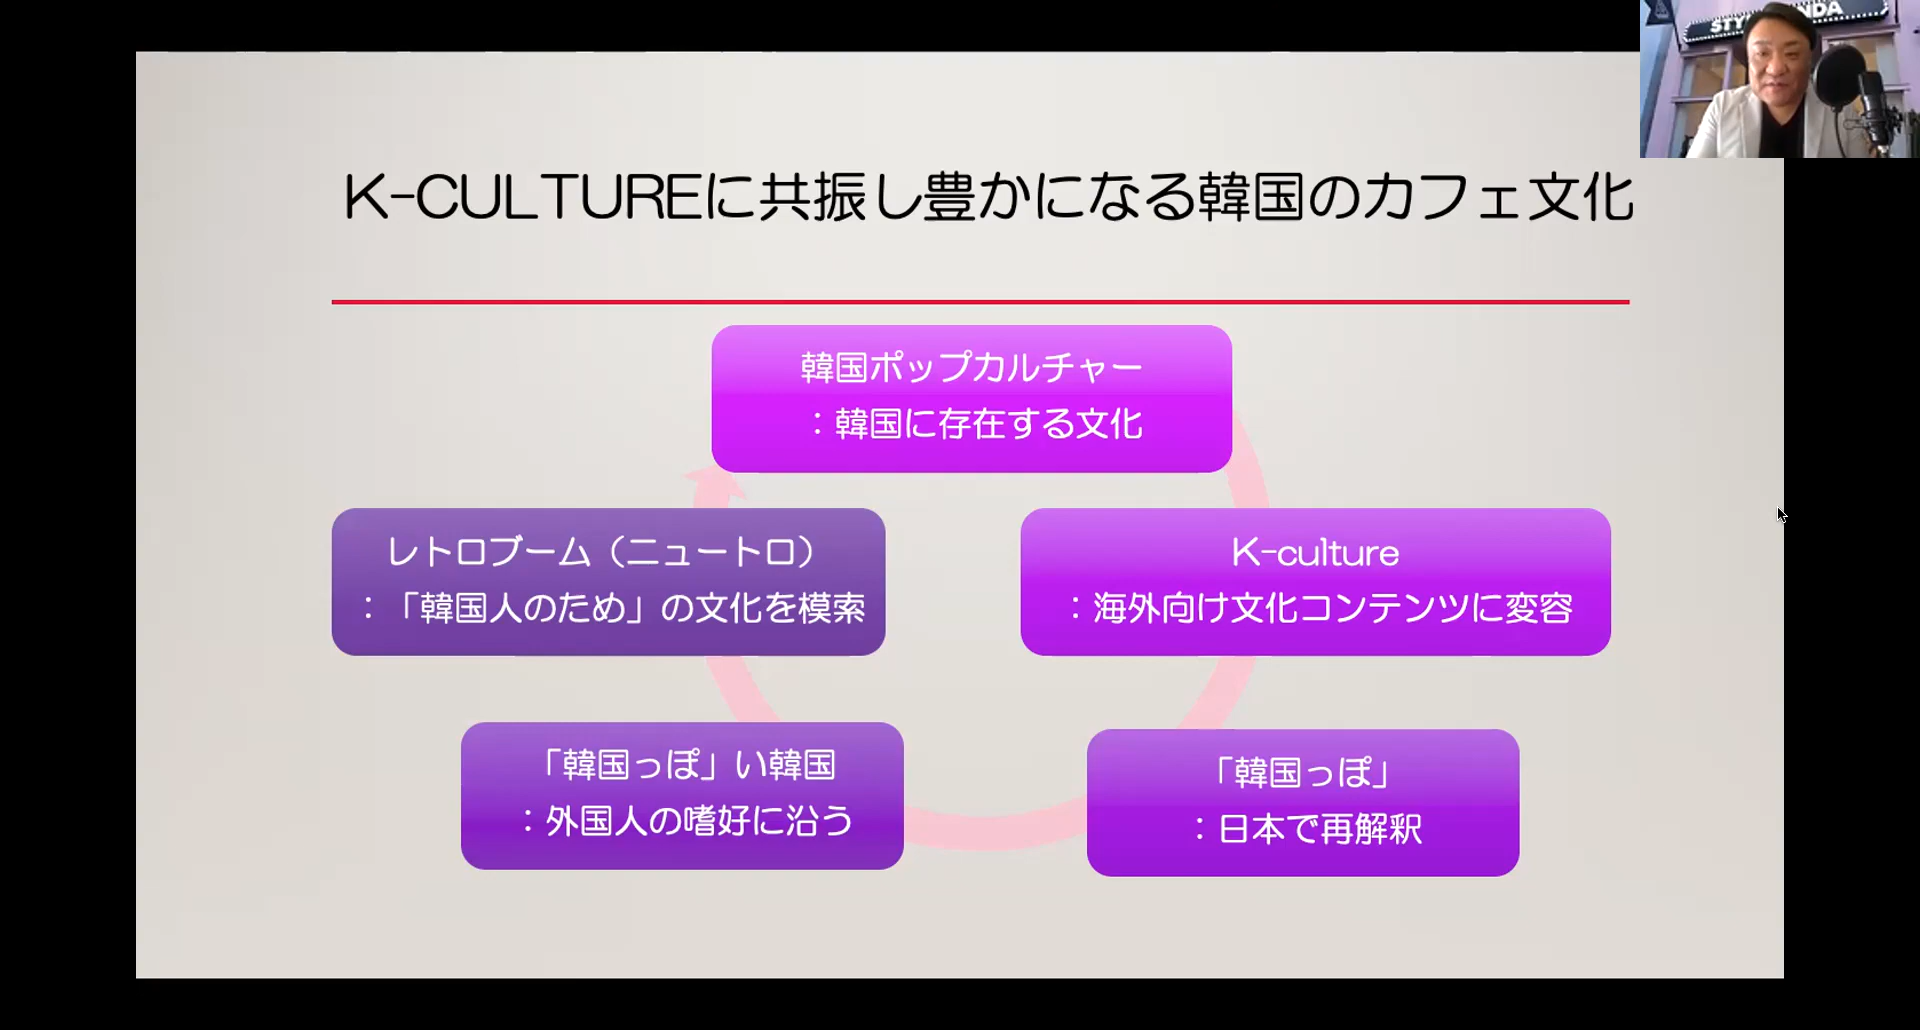 K-CULTUREに共振し豊かになる韓国のカフェ文化
韓国ポップカルチャー
：韓国に存在する文化
K-culture
：海外向け文化コンテンツに変容
「韓国っぽ」
：日本で再解釈
「韓国っぽ」い韓国
：外国人の嗜好に沿う
レトロブーム（ニュートロ）
：「韓国人のため」の文化を模索